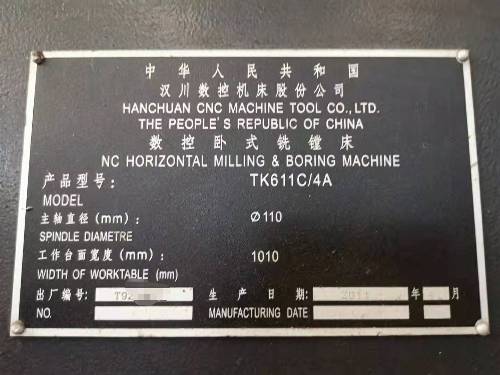 中华人民共和国
汉川数控机床股份公司
HANCHUAN CNC MACHINE TOOL CO., LTD.
THE PEOPLE'S REPUBLIC OF CHINA
数控卧式铣镗床
NC HORIZONTAL MILLING & BORING MACHINE
产品型号： TK611C/4A
MODEL
主轴直径（mm）： Ø110
SPINDLE DIAMETRE
工作台面宽度（mm）： 1010
WIDTH OF WORKTABLE (mm)
出厂编号: 生产日期: 年 月
NO. MANUFACTURING DATE